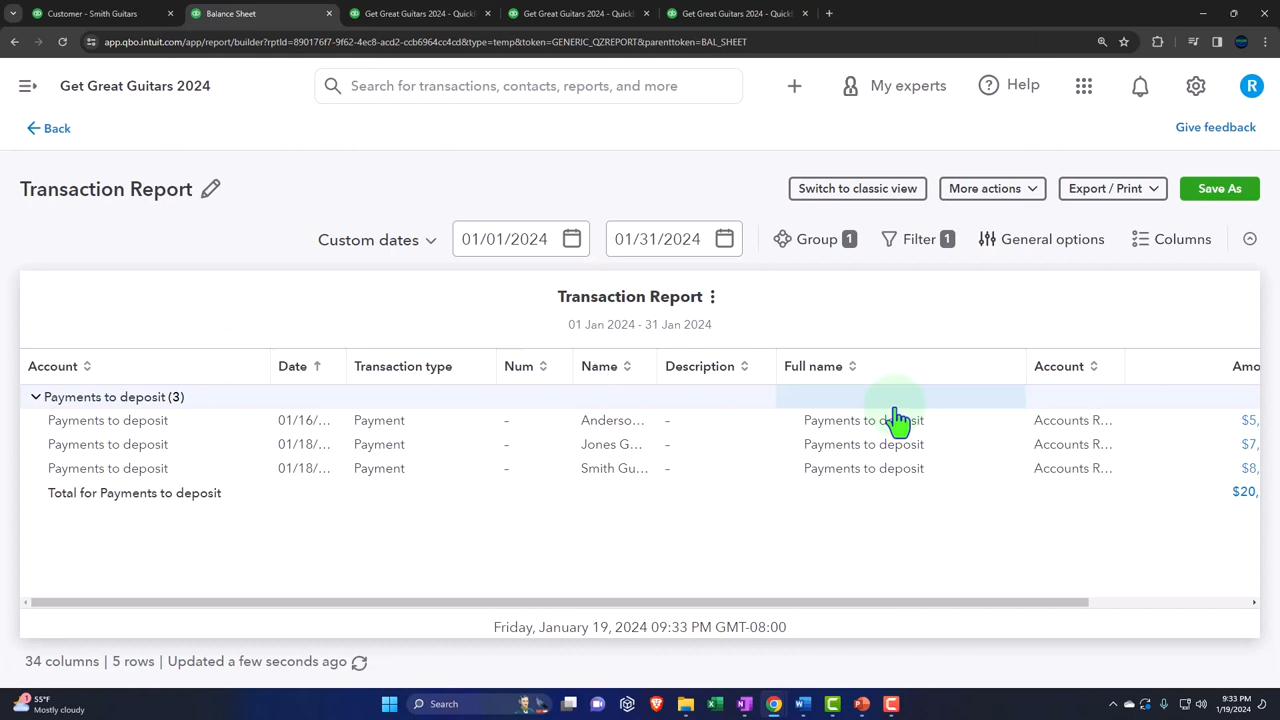 Customer - Smith Guitars
Balance Sheet
Get Great Guitars 2024 - Quick
Get Great Guitars 2024 - Quick
Get Great Guitars 2024 - Quick
app.qbo.intuit.com/app/report/builder?rptId=890176f7-9f62-4ec8-acd2-ccb6964cc4cd&type=temp&token=GENERIC_QZREPORT&parenttoken=BAL_SHEET
Get Great Guitars 2024
Search for transactions, contacts, reports, and more
My experts
Help
R
Back
Give feedback
Transaction Report
Switch to classic view
More actions
Export / Print
Save As
Custom dates
01/01/2024
01/31/2024
Group 1
Filter 1
General options
Columns
Transaction Report
01 Jan 2024 - 31 Jan 2024
Account Date Transaction type Num Name Description Full name Account Amo
Payments to deposit (3)
Payments to deposit 01/16/... Payment – Anderso... – Payments to deposit Accounts R... $5,
Payments to deposit 01/18/... Payment – Jones G... – Payments to deposit Accounts R... $7,
Payments to deposit 01/18/... Payment – Smith Gu... – Payments to deposit Accounts R... $8,
Total for Payments to deposit $20,
Friday, January 19, 2024 09:33 PM GMT-08:00
34 columns | 5 rows | Updated a few seconds ago
1
55°F
Mostly cloudy
Search
9:33 PM
1/19/2024